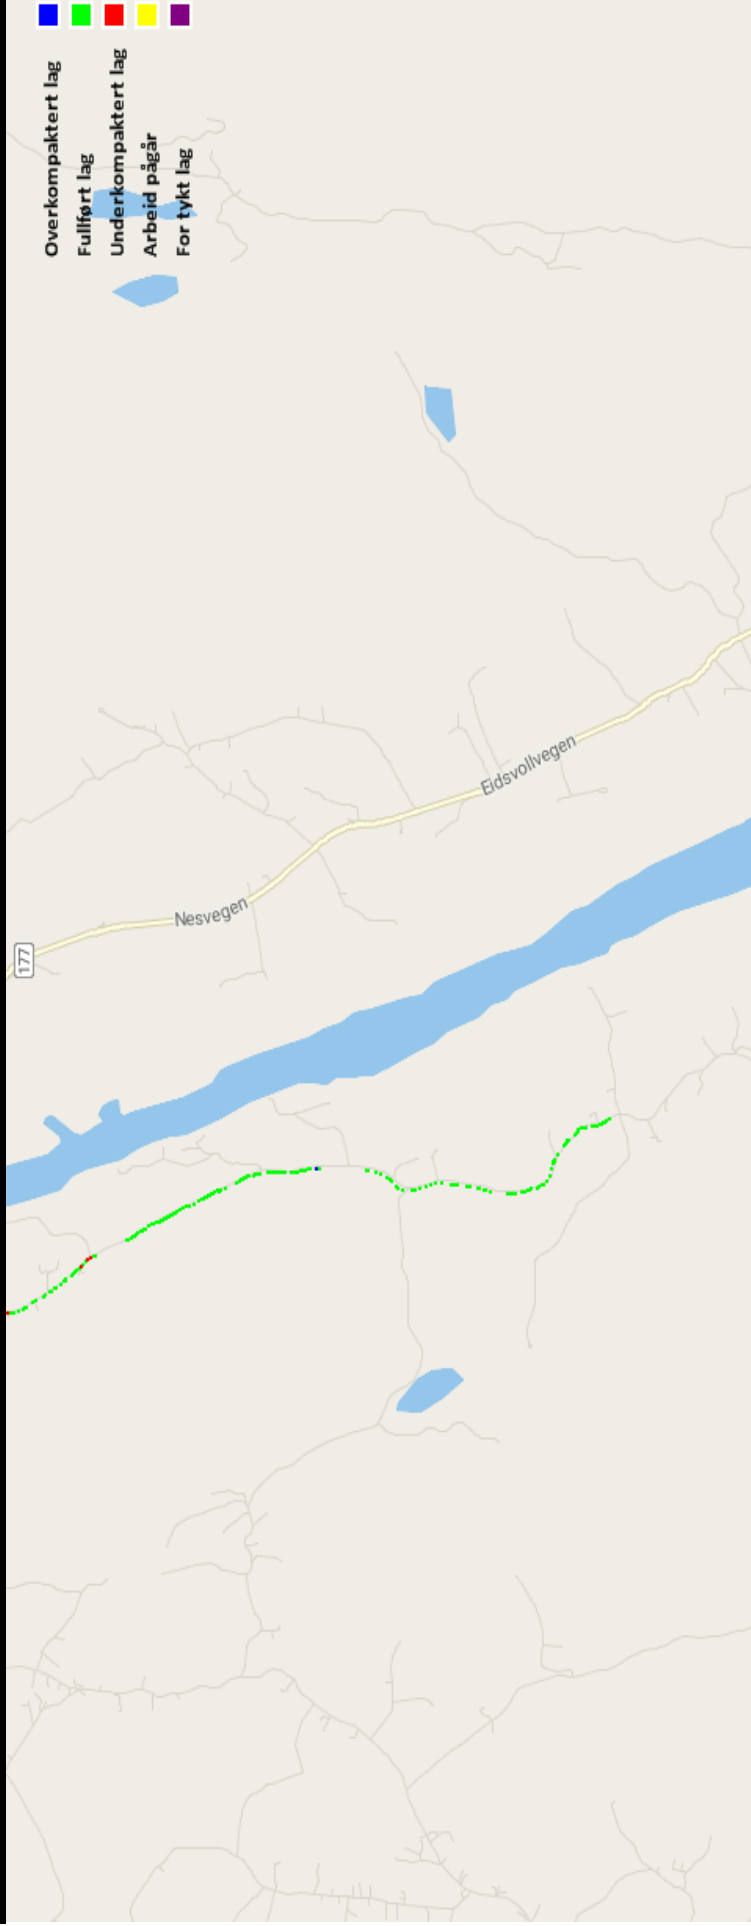 Overkompaktert lag
Fullført lag
Underkompaktert lag
Arbeid pågår
For tykt lag
Eidsvollvegen
Nesvegen
177